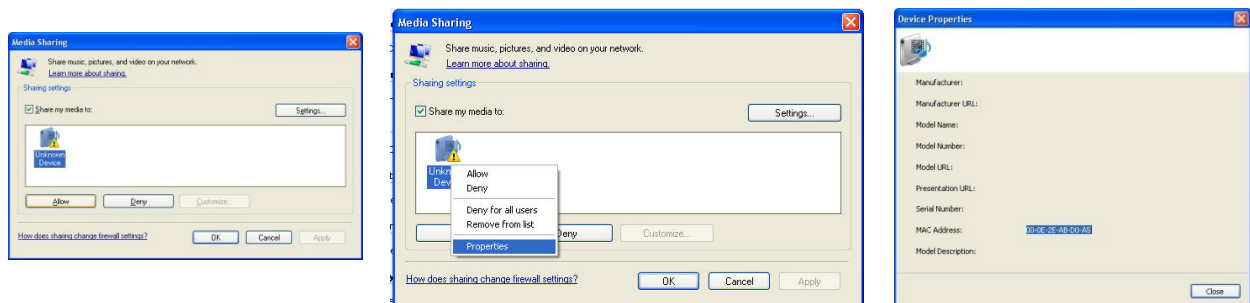 Media Sharing
Share music, pictures, and video on your network.
Learn more about sharing.
Sharing settings
Share my media to:
Settings...
Unknown
Device
Allow
Deny
Customize...
How does sharing change firewall settings?
OK
Cancel
Apply
Media Sharing
Share music, pictures, and video on your network.
Learn more about sharing.
Sharing settings
Share my media to:
Settings...
Allow
Deny
Deny for all users
Remove from list
Properties
Customize...
How does sharing change firewall settings?
OK
Cancel
Apply
Device Properties
Manufacturer:
Manufacturer URL:
Model Name:
Model Number:
Model URL:
Presentation URL:
Serial Number:
MAC Address: 00-0E-2E-AB-D0-A5
Model Description:
Close